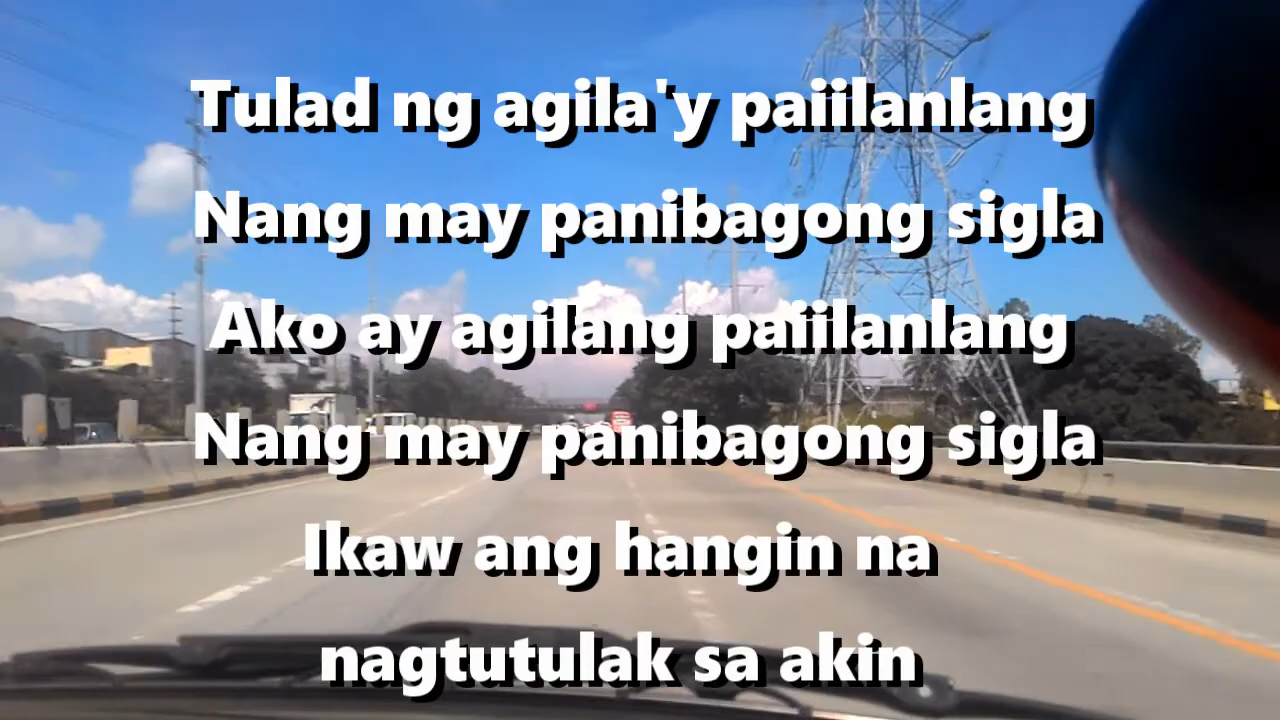 Tulad ng agila'y paiilanlang
Nang may panibagong sigla
Ako ay agilang paiilanlang
Nang may panibagong sigla
Ikaw ang hangin na
nagtutulak sa akin